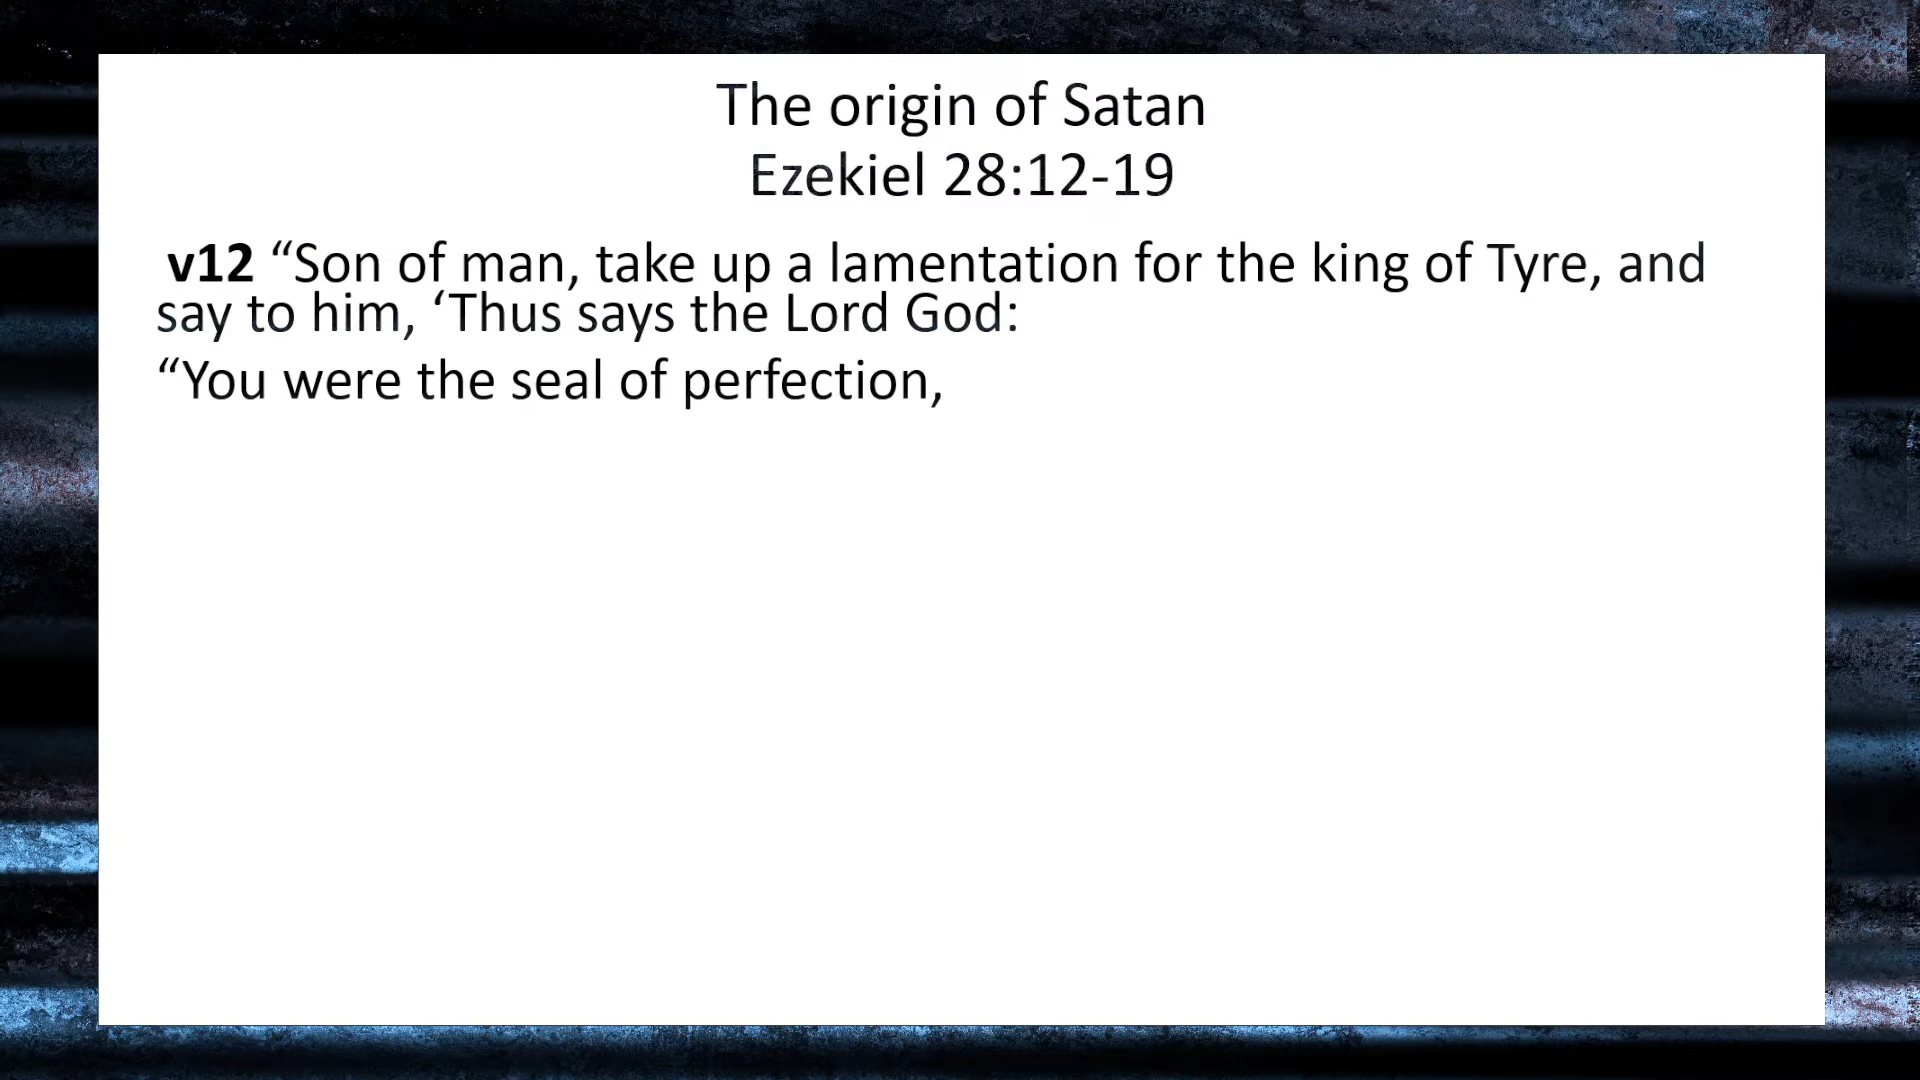 The origin of Satan
Ezekiel 28:12-19
v12 “Son of man, take up a lamentation for the king of Tyre, and
say to him, ‘Thus says the Lord God:
“You were the seal of perfection,